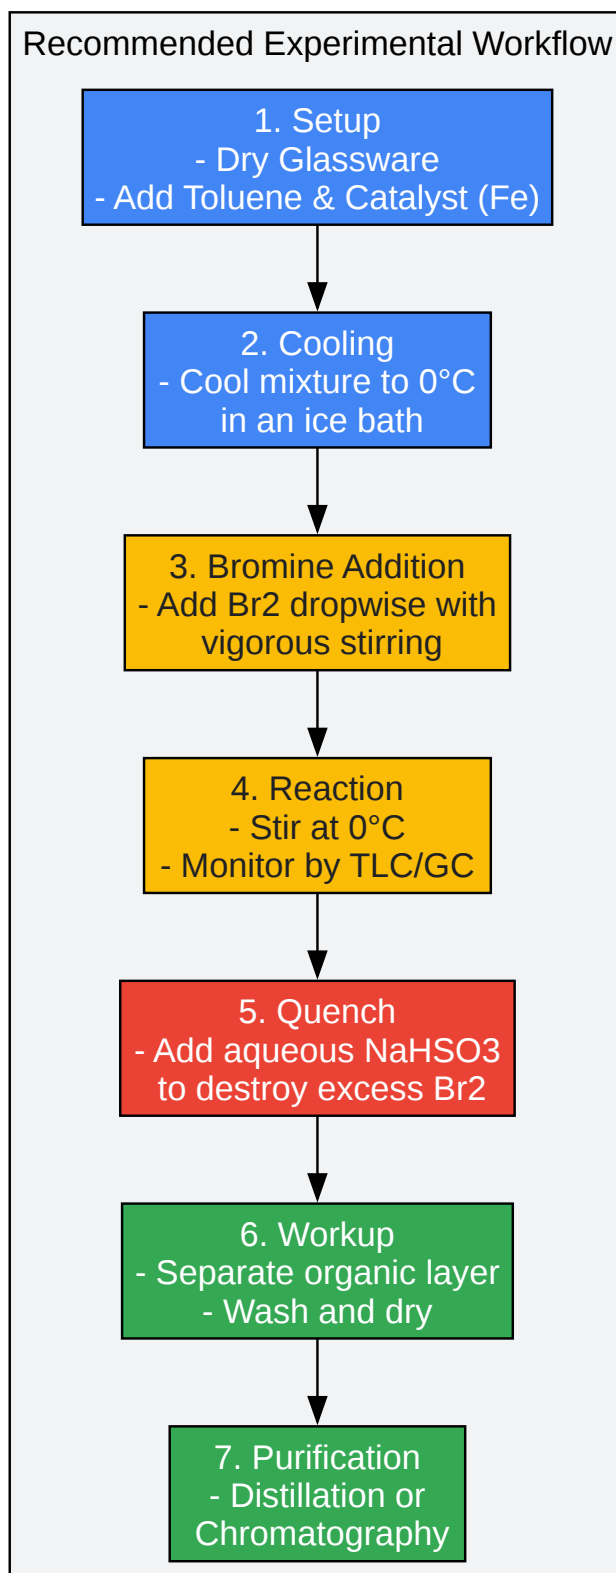 Recommended Experimental Workflow
1. Setup
- Dry Glassware
- Add Toluene & Catalyst (Fe)
2. Cooling
- Cool mixture to 0°C
in an ice bath
3. Bromine Addition
- Add Br2 dropwise with
vigorous stirring
4. Reaction
- Stir at 0°C
- Monitor by TLC/GC
5. Quench
- Add aqueous NaHSO3
to destroy excess Br2
6. Workup
- Separate organic layer
- Wash and dry
7. Purification
- Distillation or
Chromatography